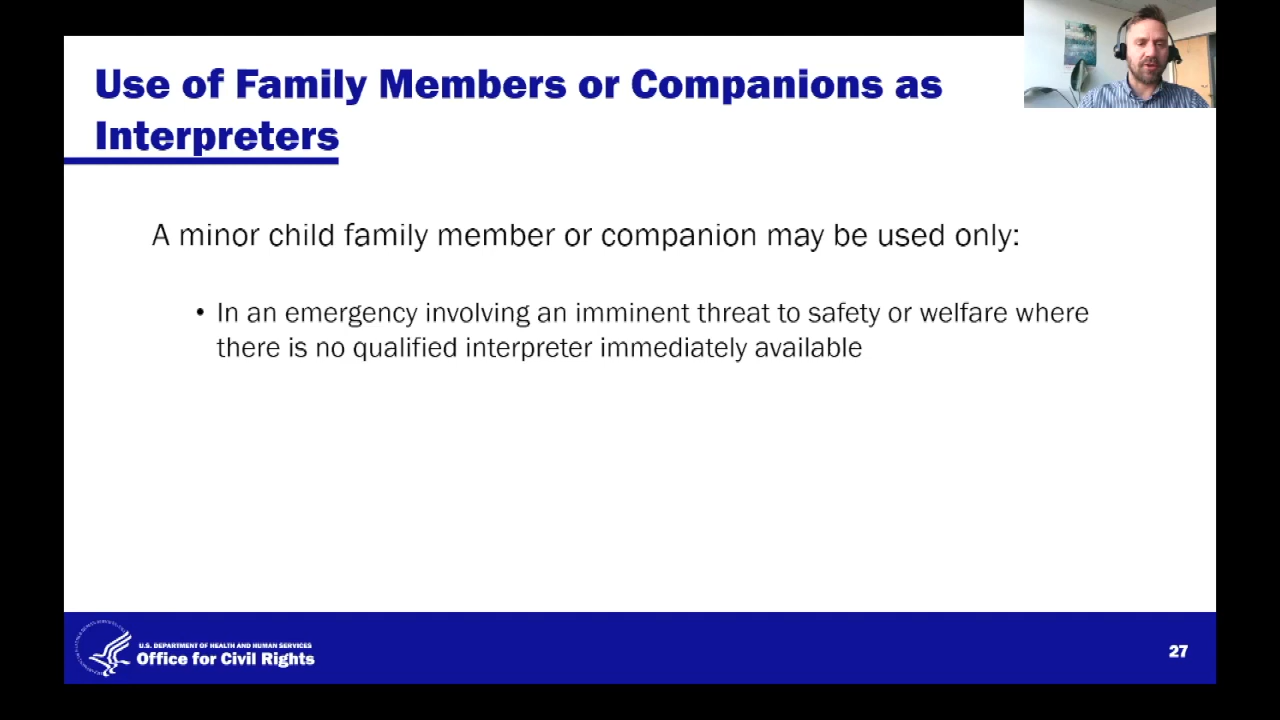 Use of Family Members or Companions as
Interpreters
A minor child family member or companion may be used only:
• In an emergency involving an imminent threat to safety or welfare where
there is no qualified interpreter immediately available
U.S. DEPARTMENT OF HEALTH AND HUMAN SERVICES
Office for Civil Rights
27